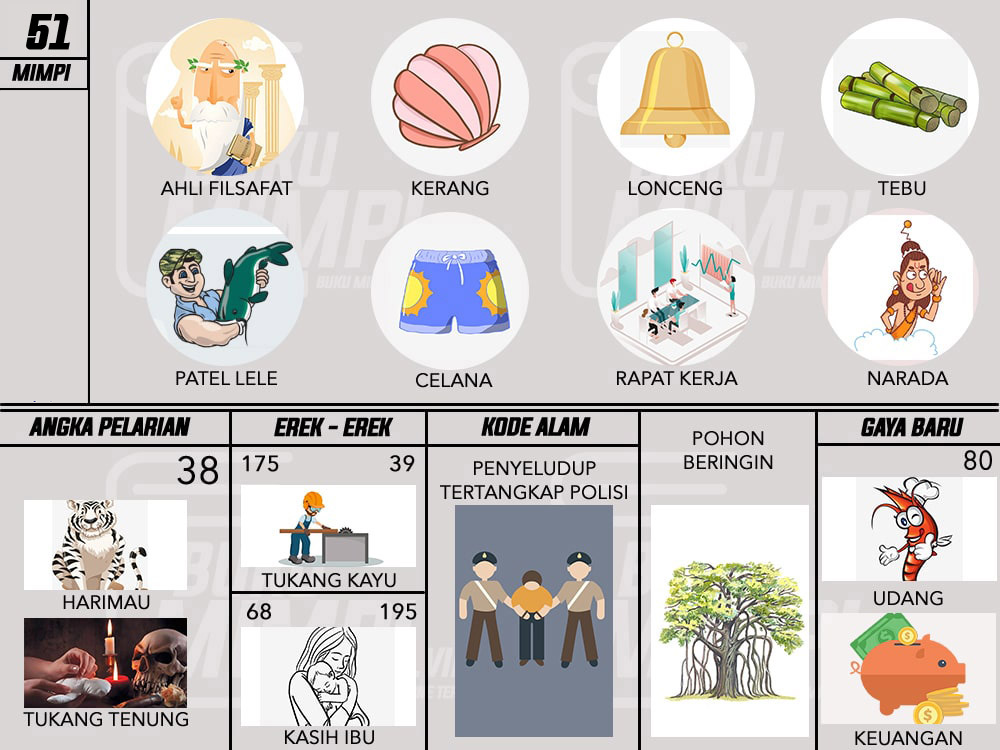 51
MIMPI
AHLI FILSAFAT
KERANG
LONCENG
TEBU
PATEL LELE
CELANA
RAPAT KERJA
NARADA
ANGKA PELARIAN
38
HARIMAU
TUKANG TENUNG
EREK - EREK
175 39
TUKANG KAYU
68 195
KASIH IBU
KODE ALAM
PENYELUDUP
TERTANGKAP POLISI
POHON
BERINGIN
GAYA BARU
80
UDANG
KEUANGAN